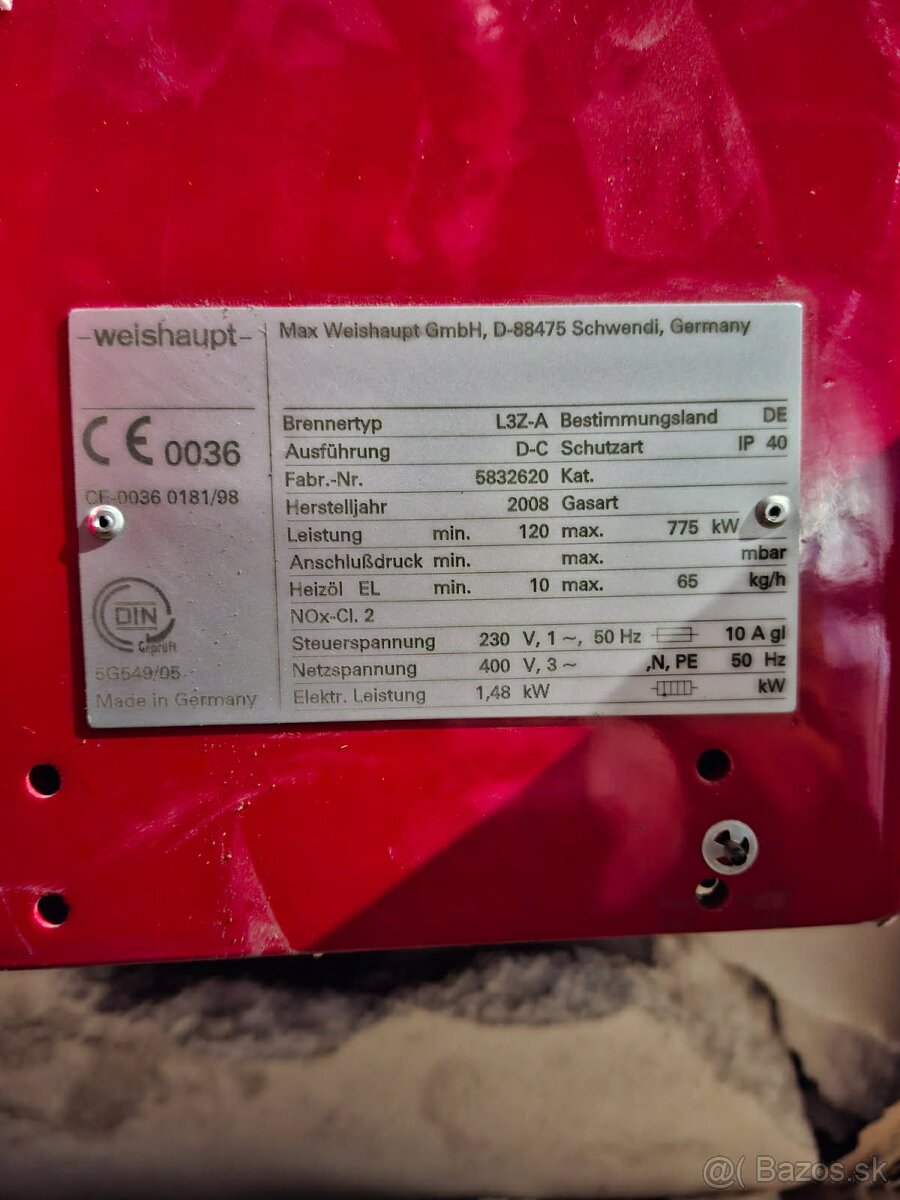 -weishaupt-
CE 0036
CE-0036 0181/98
DIN
Geprüft
5G549/05
Made in Germany
Max Weishaupt GmbH, D-88475 Schwendi, Germany
Brennertyp L3Z-A Bestimmungsland DE
Ausführung D-C Schutzart IP 40
Fabr.-Nr. 5832620 Kat.
Herstelljahr 2008 Gasart
Leistung min. 120 max. 775 kW
Anschlußdruck min. max. mbar
Heizöl EL min. 10 max. 65 kg/h
NOx-Cl. 2
Steuerspannung 230 V, 1 ~, 50 Hz 10 A gl
Netzspannung 400 V, 3 ~ ,N, PE 50 Hz
Elektr. Leistung 1,48 kW kW
@( Bazos.sk